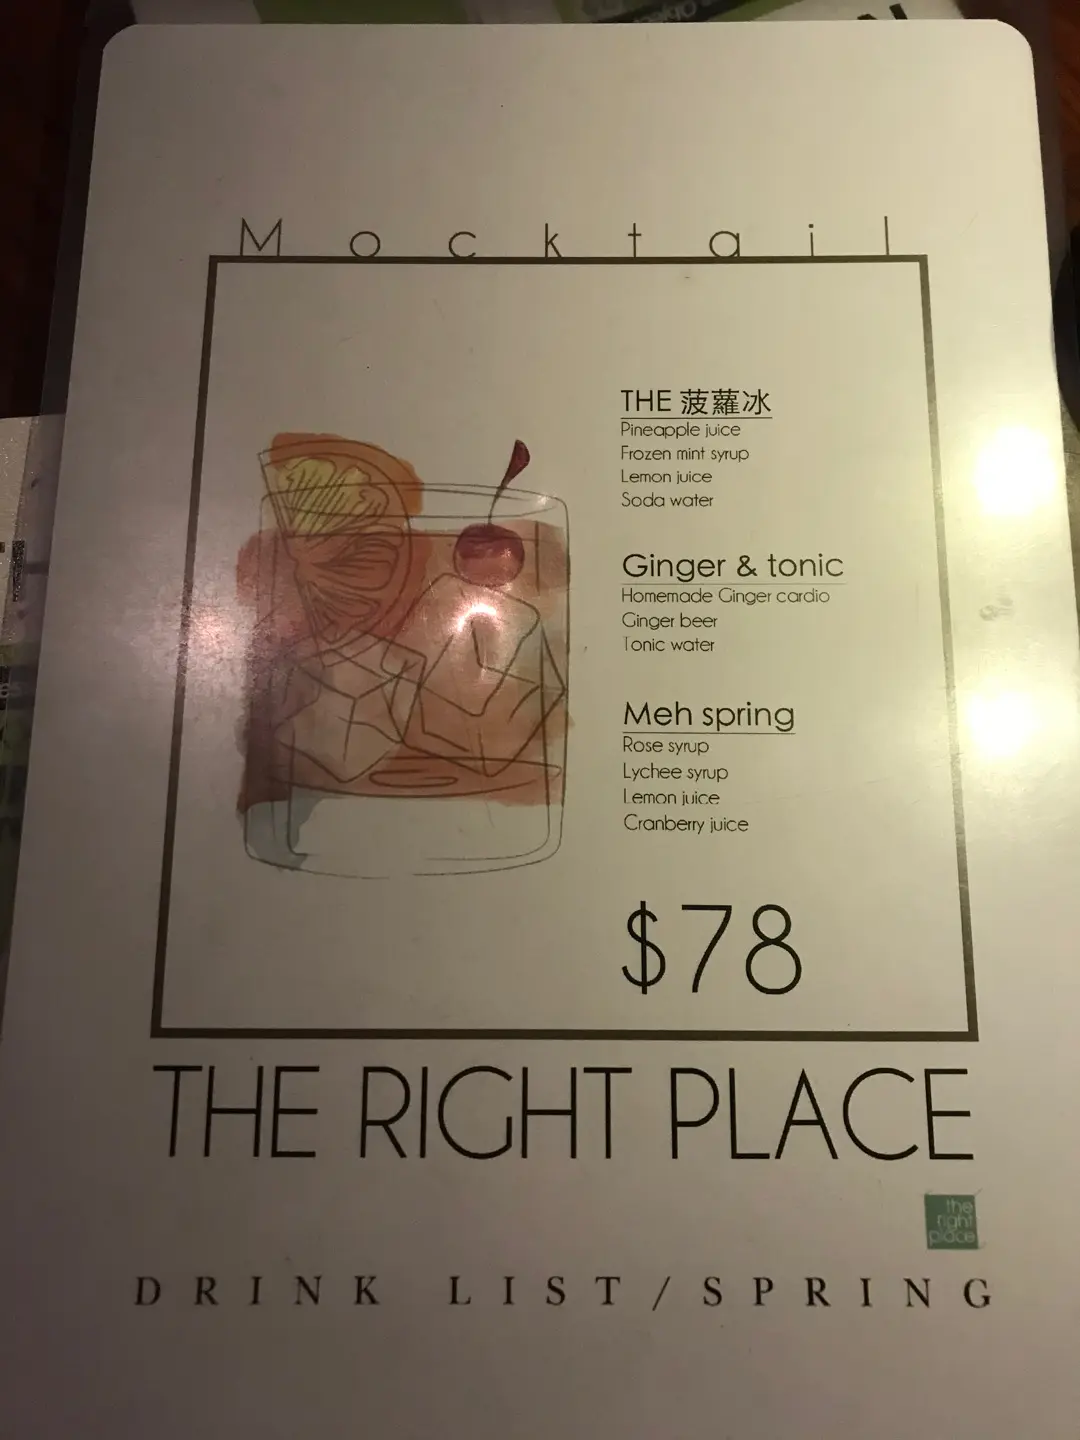 Mocktail
THE 菠蘿冰
Pineapple juice
Frozen mint syrup
Lemon juice
Soda water
Ginger & tonic
Homemade Ginger cardio
Ginger beer
Tonic water
Meh spring
Rose syrup
Lychee syrup
Lemon juice
Cranberry juice
$78
THE RIGHT PLACE
the
right
place
DRINK LIST/SPRING